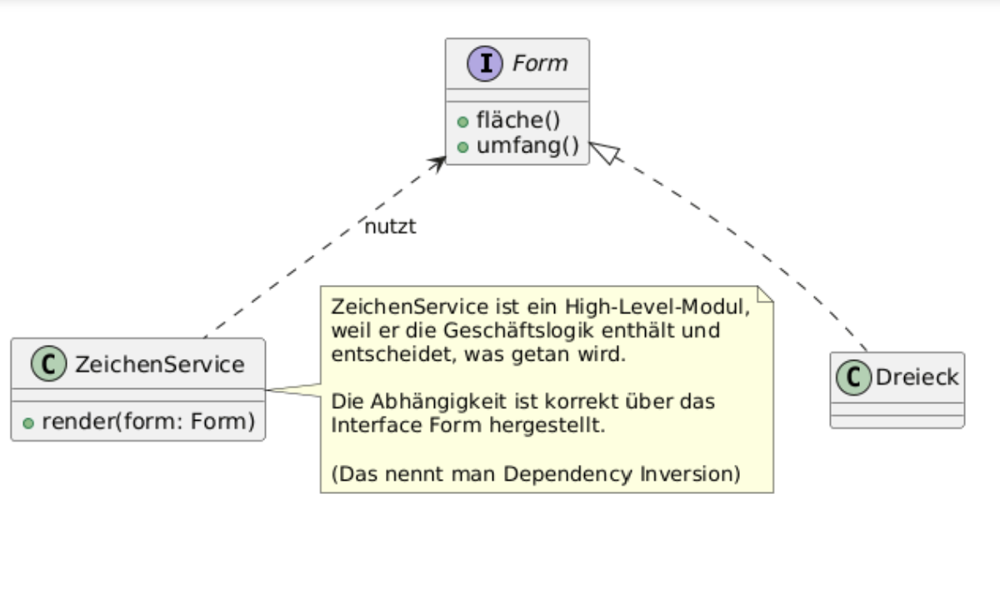 I Form
fläche()
umfang()
nutzt
ZeichenService ist ein High-Level-Modul,
weil er die Geschäftslogik enthält und
entscheidet, was getan wird.
Die Abhängigkeit ist korrekt über das
Interface Form hergestellt.
(Das nennt man Dependency Inversion)
C ZeichenService
render(form: Form)
C Dreieck